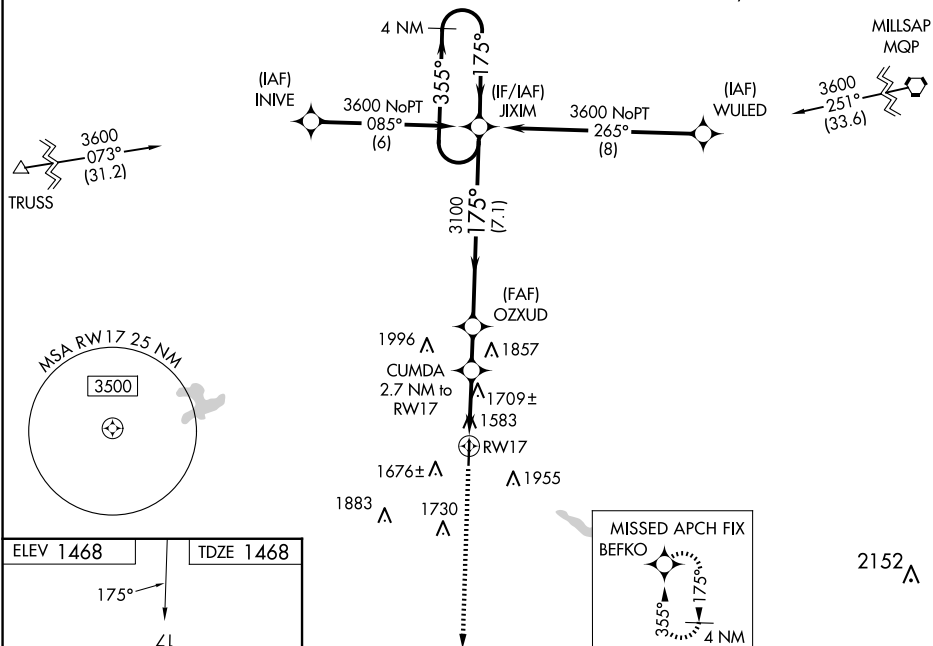 4 NM
355°
175°
MILLSAP
MQP
3600
251°
(33.6)
(IAF)
INIVE
3600 NoPT
085°
(6)
(IF/IAF)
JIXIM
3600 NoPT
265°
(8)
(IAF)
WULED
3600
073°
(31.2)
TRUSS
3100
175°
(7.1)
(FAF)
OZXUD
1996
1857
CUMDA
2.7 NM to
RW17
1709±
1583
RW17
1676±
1955
1883
1730
MSA RW17 25 NM
3500
MISSED APCH FIX
BEFKO
175°
355°
4 NM
2152
ELEV 1468
TDZE 1468
175°
17